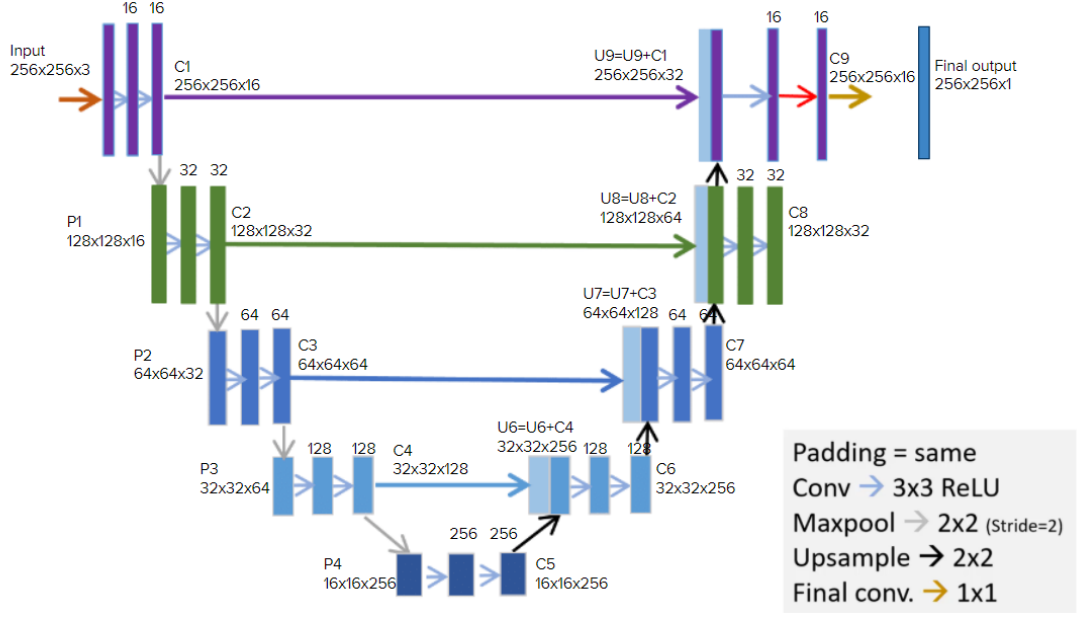 16 16
Input
256x256x3
C1
256x256x16
U9=U9+C1
256x256x32
16 16
C9
256x256x16
Final output
256x256x1
32 32
P1
128x128x16
C2
128x128x32
U8=U8+C2
128x128x64
32 32
C8
128x128x32
64 64
P2
64x64x32
C3
64x64x64
U7=U7+C3
64x64x128
64 64
C7
64x64x64
128 128
P3
32x32x64
C4
32x32x128
U6=U6+C4
32x32x256
128 128
C6
32x32x256
256 256
P4
16x16x256
C5
16x16x256
Padding = same
Conv → 3x3 ReLU
Maxpool → 2x2 (Stride=2)
Upsample → 2x2
Final conv. → 1x1